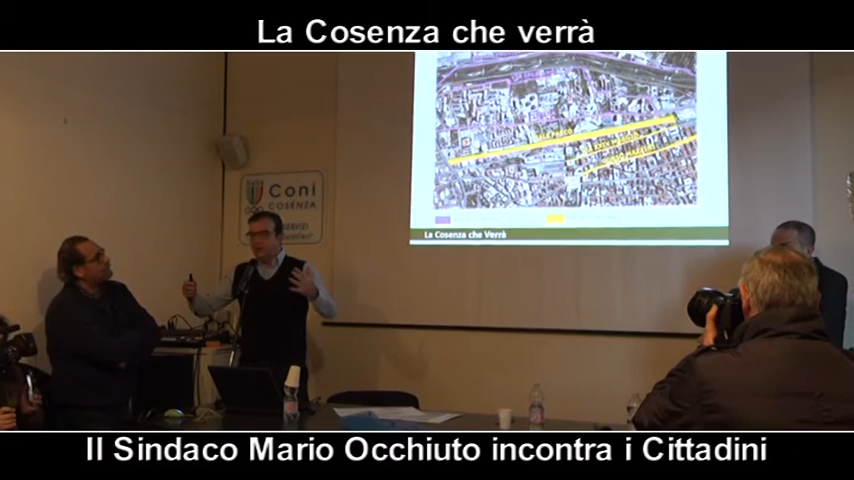 La Cosenza che verrà
Coni
COSENZA
La Cosenza che Verrà
Il Sindaco Mario Occhiuto incontra i Cittadini